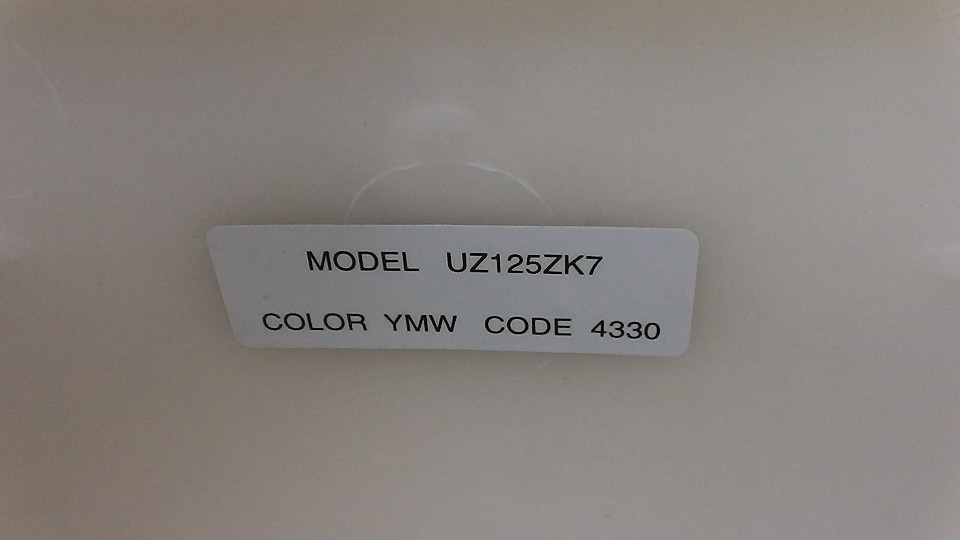 MODEL UZ125ZK7
COLOR YMW CODE 4330